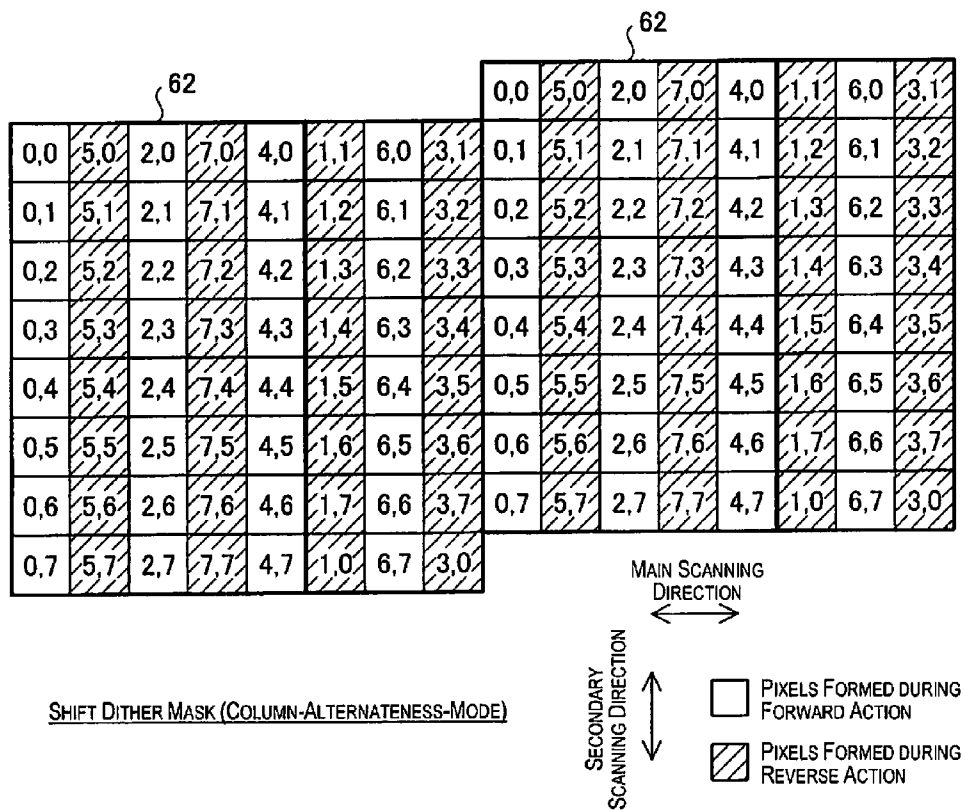 62
62
0,0 5,0 2,0 7,0 4,0 1,1 6,0 3,1
0,0 5,0 2,0 7,0 4,0 1,1 6,0 3,1 0,1 5,1 2,1 7,1 4,1 1,2 6,1 3,2
0,1 5,1 2,1 7,1 4,1 1,2 6,1 3,2 0,2 5,2 2,2 7,2 4,2 1,3 6,2 3,3
0,2 5,2 2,2 7,2 4,2 1,3 6,2 3,3 0,3 5,3 2,3 7,3 4,3 1,4 6,3 3,4
0,3 5,3 2,3 7,3 4,3 1,4 6,3 3,4 0,4 5,4 2,4 7,4 4,4 1,5 6,4 3,5
0,4 5,4 2,4 7,4 4,4 1,5 6,4 3,5 0,5 5,5 2,5 7,5 4,5 1,6 6,5 3,6
0,5 5,5 2,5 7,5 4,5 1,6 6,5 3,6 0,6 5,6 2,6 7,6 4,6 1,7 6,6 3,7
0,6 5,6 2,6 7,6 4,6 1,7 6,6 3,7 0,7 5,7 2,7 7,7 4,7 1,0 6,7 3,0
0,7 5,7 2,7 7,7 4,7 1,0 6,7 3,0
MAIN SCANNING
DIRECTION
SECONDARY
SCANNING DIRECTION
SHIFT DITHER MASK (COLUMN-ALTERNATENESS-MODE)
PIXELS FORMED DURING
FORWARD ACTION
PIXELS FORMED DURING
REVERSE ACTION